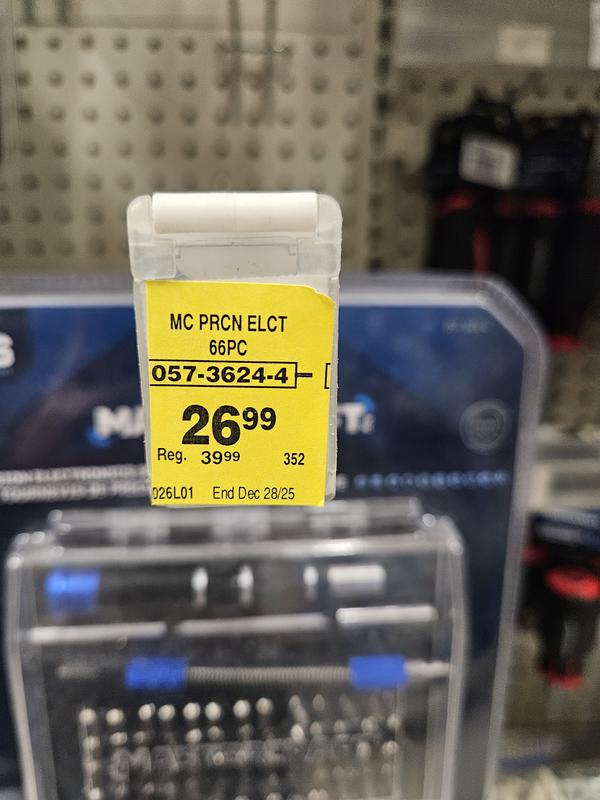 MC PRCN ELCT
66PC
057-3624-4
26⁹⁹
Reg. 39⁹⁹ 352
026L01 End Dec 28/25